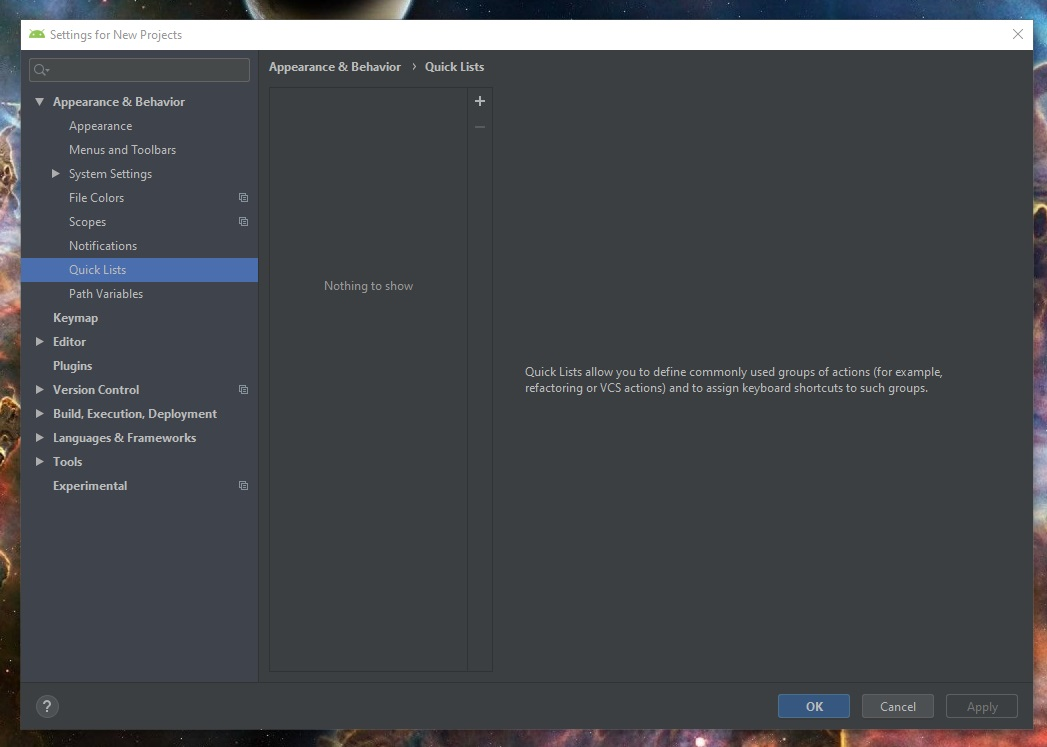 Settings for New Projects
Appearance & Behavior › Quick Lists
Appearance & Behavior
Appearance
Menus and Toolbars
System Settings
File Colors
Scopes
Notifications
Quick Lists
Path Variables
Keymap
Editor
Plugins
Version Control
Build, Execution, Deployment
Languages & Frameworks
Tools
Experimental
Nothing to show
Quick Lists allow you to define commonly used groups of actions (for example,
refactoring or VCS actions) and to assign keyboard shortcuts to such groups.
?
OK
Cancel
Apply